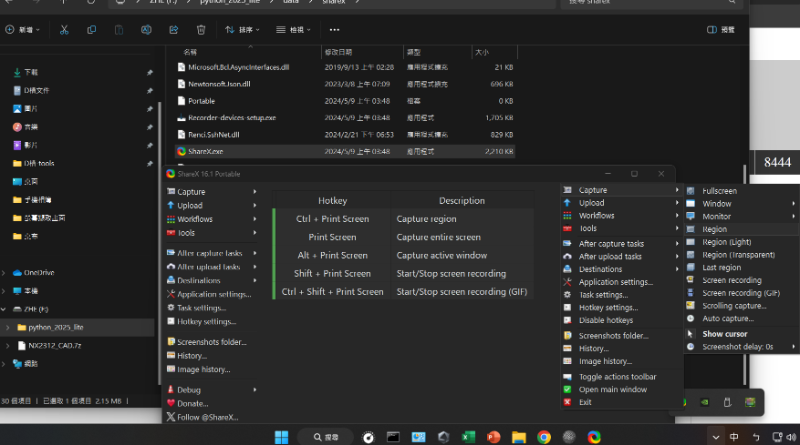 ZHE (F:) > python_2025_lite > data > sharex
搜尋 sharex
新增
排序
檢視
預覽
名稱 修改日期 類型 大小
下載
D槽文件
圖片
音樂
影片
D槽-tools
桌面
手機相簿
桌布
OneDrive
本機
ZHE (F:)
python_2025_lite
NX2312_CAD.7z
網路
Microsoft.Bcl.AsyncInterfaces.dll 2019/9/13 上午 02:28 應用程式擴充 21 KB
Newtonsoft.Json.dll 2023/3/8 上午 07:09 應用程式擴充 696 KB
Portable 2024/5/9 上午 03:48 檔案 0 KB
Recorder-devices-setup.exe 2024/5/9 上午 03:48 應用程式 1,705 KB
Renci.SshNet.dll 2024/2/21 下午 06:53 應用程式擴充 829 KB
ShareX.exe 2024/5/9 上午 03:48 應用程式 2,210 KB
8444
ShareX 16.1 Portable
Capture
Upload
Workflows
Tools
After capture tasks
After upload tasks
Destinations
Application settings...
Task settings...
Hotkey settings...
Screenshots folder...
History...
Image history...
Debug
Donate...
Follow @ShareX...
Hotkey Description
Ctrl + Print Screen Capture region
Print Screen Capture entire screen
Alt + Print Screen Capture active window
Shift + Print Screen Start/Stop screen recording
Ctrl + Shift + Print Screen Start/Stop screen recording (GIF)
Capture
Upload
Workflows
Tools
After capture tasks
After upload tasks
Destinations
Application settings...
Task settings...
Hotkey settings...
Disable hotkeys
Screenshots folder...
History...
Image history...
Toggle actions toolbar
Open main window
Exit
Fullscreen
Window
Monitor
Region
Region (Light)
Region (Transparent)
Last region
Screen recording
Screen recording (GIF)
Scrolling capture...
Auto capture...
Show cursor
Screenshot delay: 0s
30 個項目 已選取 1 個項目 2.15 MB
搜尋
中 ㄅ